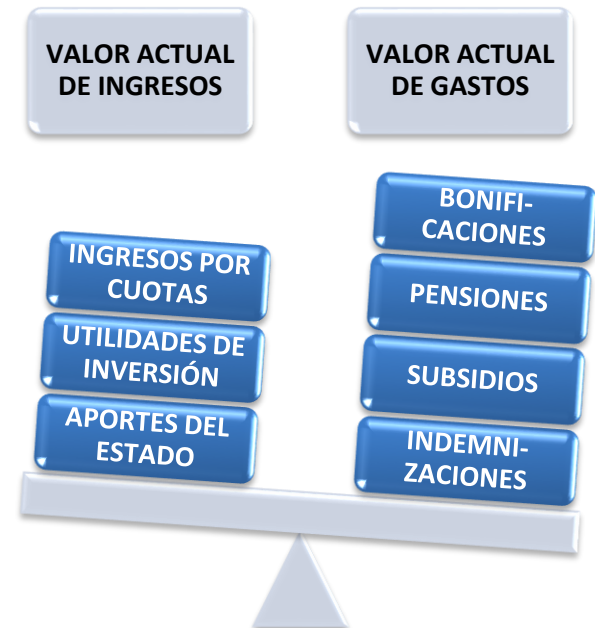 VALOR ACTUAL
DE INGRESOS
VALOR ACTUAL
DE GASTOS
INGRESOS POR
CUOTAS
UTILIDADES DE
INVERSIÓN
APORTES DEL
ESTADO
BONIFI-
CACIONES
PENSIONES
SUBSIDIOS
INDEMNI-
ZACIONES